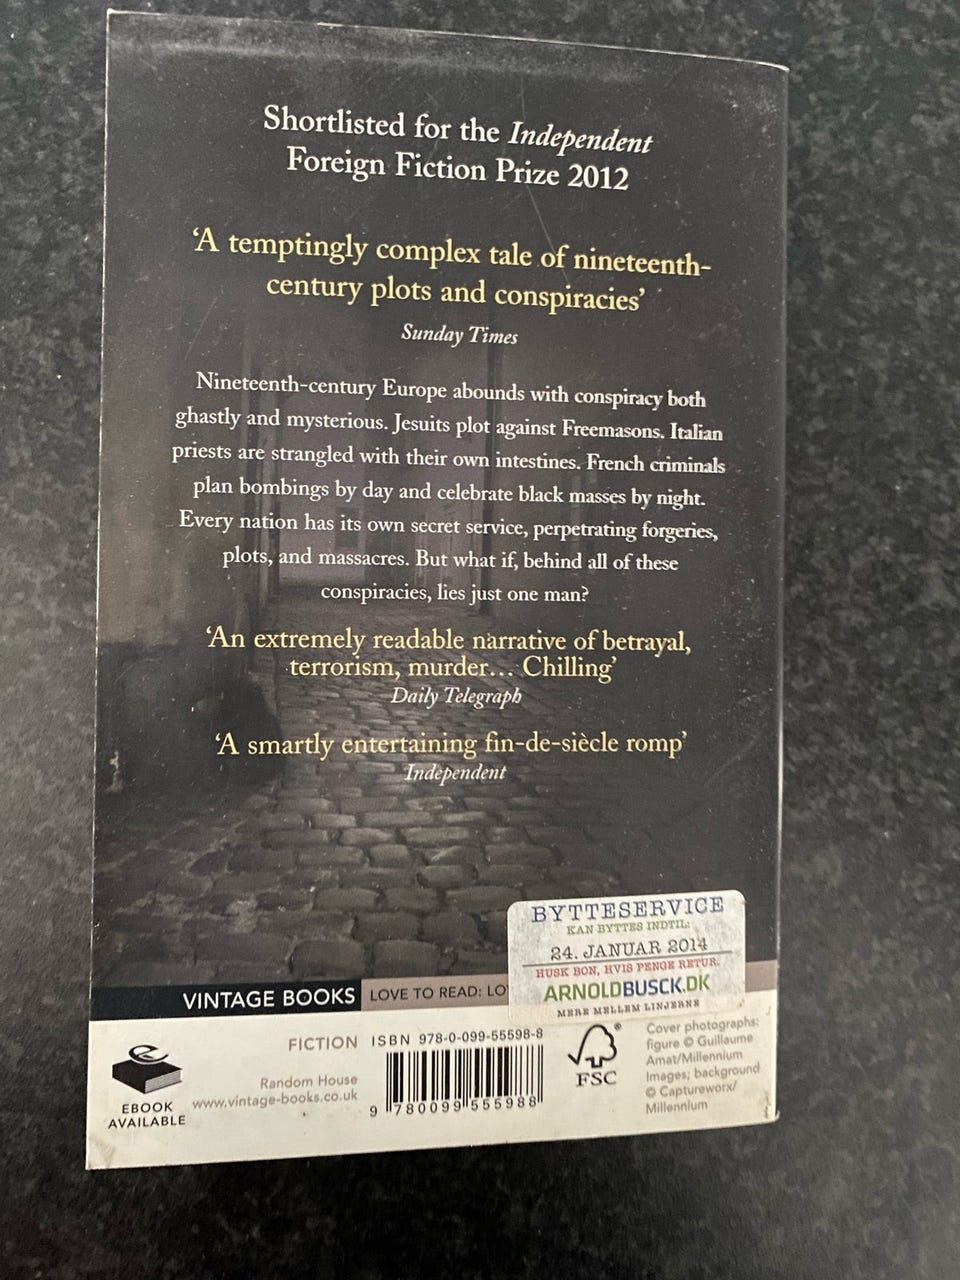 Shortlisted for the Independent
Foreign Fiction Prize 2012
‘A temptingly complex tale of nineteenth-
century plots and conspiracies’
Sunday Times
Nineteenth-century Europe abounds with conspiracy both
ghastly and mysterious. Jesuits plot against Freemasons. Italian
priests are strangled with their own intestines. French criminals
plan bombings by day and celebrate black masses by night.
Every nation has its own secret service, perpetrating forgeries,
plots, and massacres. But what if, behind all of these
conspiracies, lies just one man?
‘An extremely readable narrative of betrayal,
terrorism, murder… Chilling’
Daily Telegraph
‘A smartly entertaining fin-de-siècle romp’
Independent
BYTTESERVICE
KAN BYTTES INDTIL:
24. JANUAR 2014
HUSK BON, HVIS PENGE RETUR.
ARNOLDBUSCK.DK
MERE MELLEM LINJERNE
VINTAGE BOOKS LOVE TO READ: LO
EBOOK
AVAILABLE
FICTION
Random House
www.vintage-books.co.uk
ISBN 978-0-099-55598-8
9 780099 555988
FSC
Cover photographs:
figure © Guillaume
Amat/Millennium
Images; background
© Captureworx/
Millennium